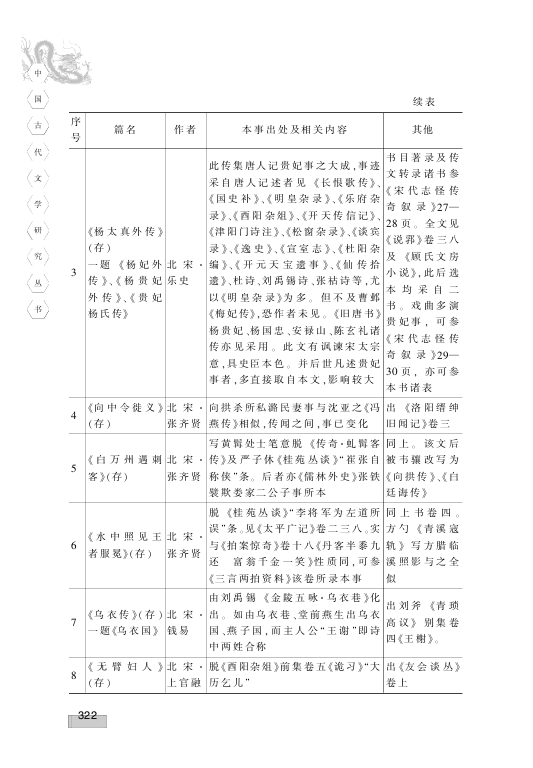 中
国
古
代
文
学
研
究
丛
书
续表
序号
篇名
作者
本事出处及相关内容
其他
3
《杨太真外传》
(存)
一题《杨妃外
传》、《杨贵妃
外传》、《贵妃
杨氏传》
北宋·
乐史
此传集唐人记贵妃事之大成,事迹
采自唐人记述者见《长恨歌传》、
《国史补》、《明皇杂录》、《乐府杂
录》、《酉阳杂俎》、《开天传信记》、
《津阳门诗注》、《松窗杂录》、《谈宾
录》、《逸史》、《宣室志》、《杜阳杂
编》、《开元天宝遗事》、《仙传拾
遗》、杜诗、刘禹锡诗、张祜诗等,尤
以《明皇杂录》为多。但不及曹邺
《梅妃传》,恐作者未见。《旧唐书》
杨贵妃、杨国忠、安禄山、陈玄礼诸
传亦见采用。此文有讽谏宋太宗
意,具史臣本色。并后世凡述贵妃
事者,多直接取自本文,影响较大
书目著录及传
文转录诸书参
《宋代志怪传
奇叙录》27—
28页。全文见
《说郛》卷三八
及《顾氏文房
小说》,此后选
本均采自二
书。戏曲多演
贵妃事,可参
《宋代志怪传
奇叙录》29—
30页,亦可参
本书诸表
4
《向中令徙义》
(存)
北宋·
张齐贤
向拱杀所私潞民妻事与沈亚之《冯
燕传》相似,传闻之间,事已变化
出《洛阳缙绅
旧闻记》卷三
5
《白万州遇刺
客》(存)
北宋·
张齐贤
写黄髯处士笔意脱《传奇·虬髯客
传》及严子休《桂苑丛谈》“崔张自
称侠”条。后者亦《儒林外史》张铁
襞欺娄家二公子事所本
同上。该文后
被韦骧改写为
《向拱传》、《白
廷诲传》
6
《水中照见王
者服冕》(存)
北宋·
张齐贤
脱《桂苑丛谈》“李将军为左道所
误”条。见《太平广记》卷二三八。实
与《拍案惊奇》卷十八《丹客半黍九
还 富翁千金一笑》性质同,可参
《三言两拍资料》该卷所录本事
同上书卷四。
方勺《青溪寇
轨》写方腊临
溪照影与之全
似
7
《乌衣传》(存)
一题《乌衣国》
北宋·
钱易
由刘禹锡《金陵五咏·乌衣巷》化
出。如由乌衣巷、堂前燕生出乌衣
国、燕子国,而主人公“王谢”即诗
中两姓合称
出刘斧《青琐
高议》别集卷
四《王榭》。
8
《无臂妇人》
(存)
北宋·
上官融
脱《酉阳杂俎》前集卷五《诡习》“大
历乞儿”
出《友会谈丛》
卷上
322